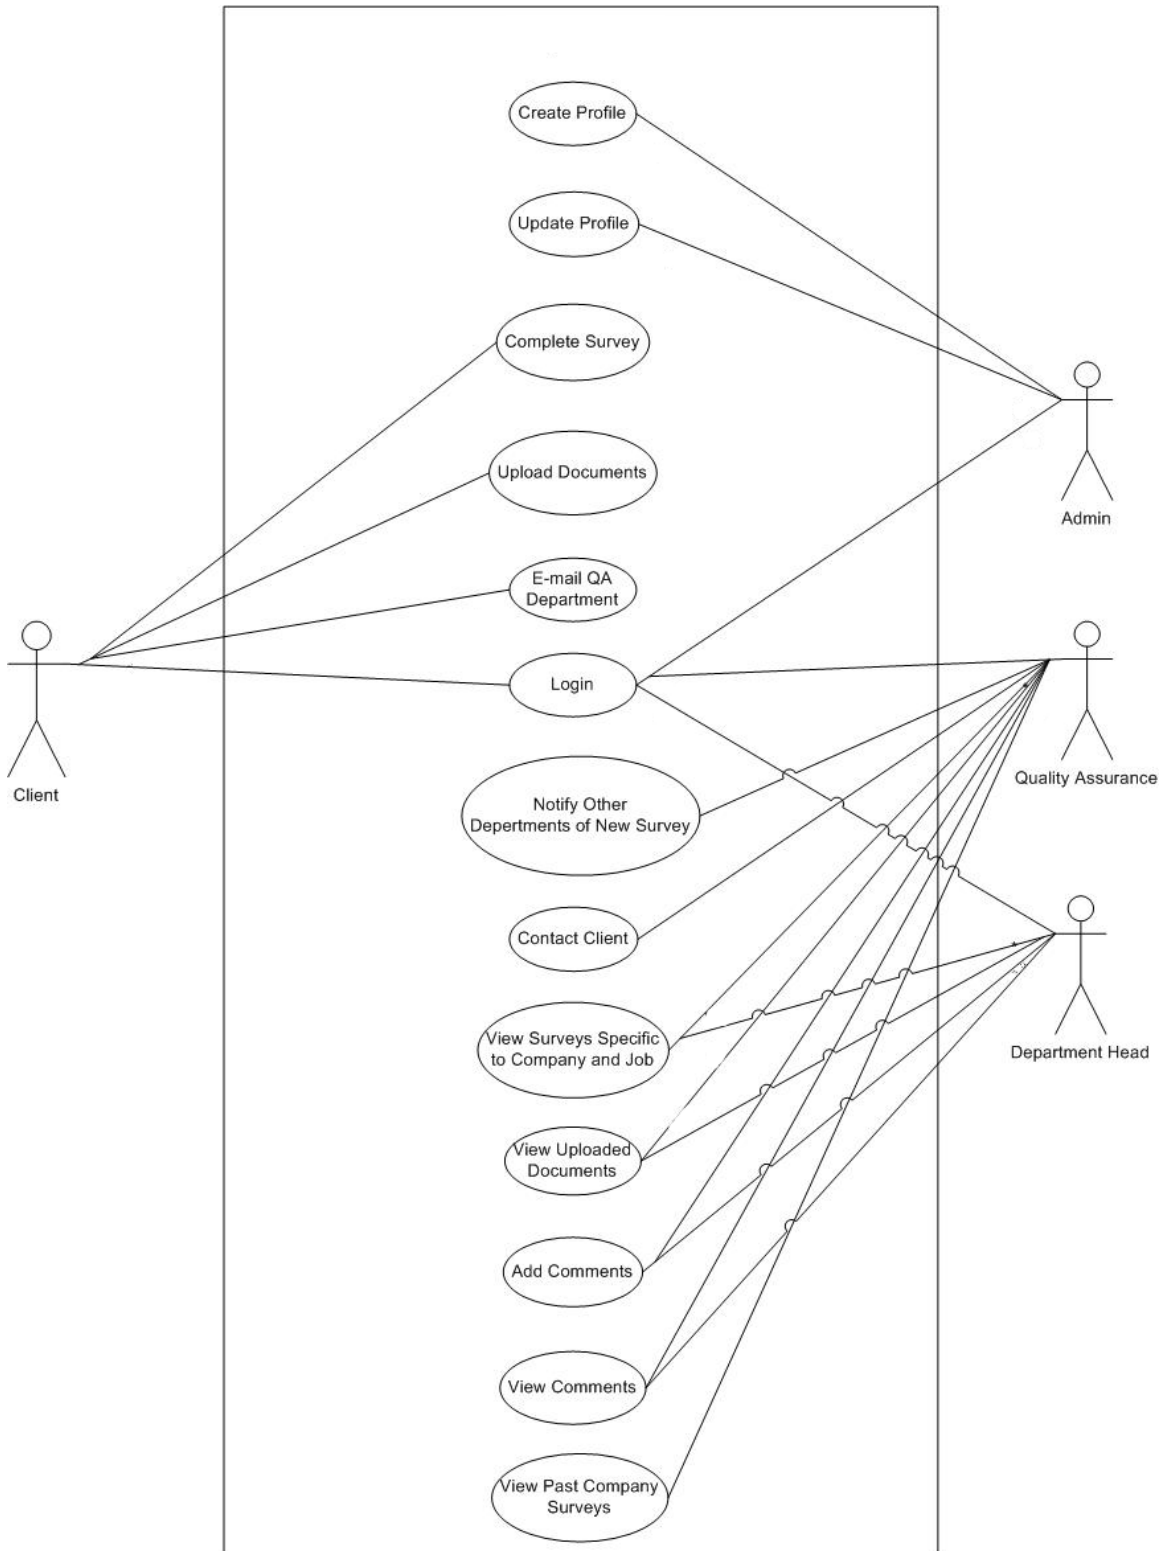 Create Profile
Update Profile
Complete Survey
Upload Documents
Admin
E-mail QA
Department
Login
Client
Quality Assurance
Notify Other
Depertments of New Survey
Contact Client
View Surveys Specific
to Company and Job
Department Head
View Uploaded
Documents
Add Comments
View Comments
View Past Company
Surveys